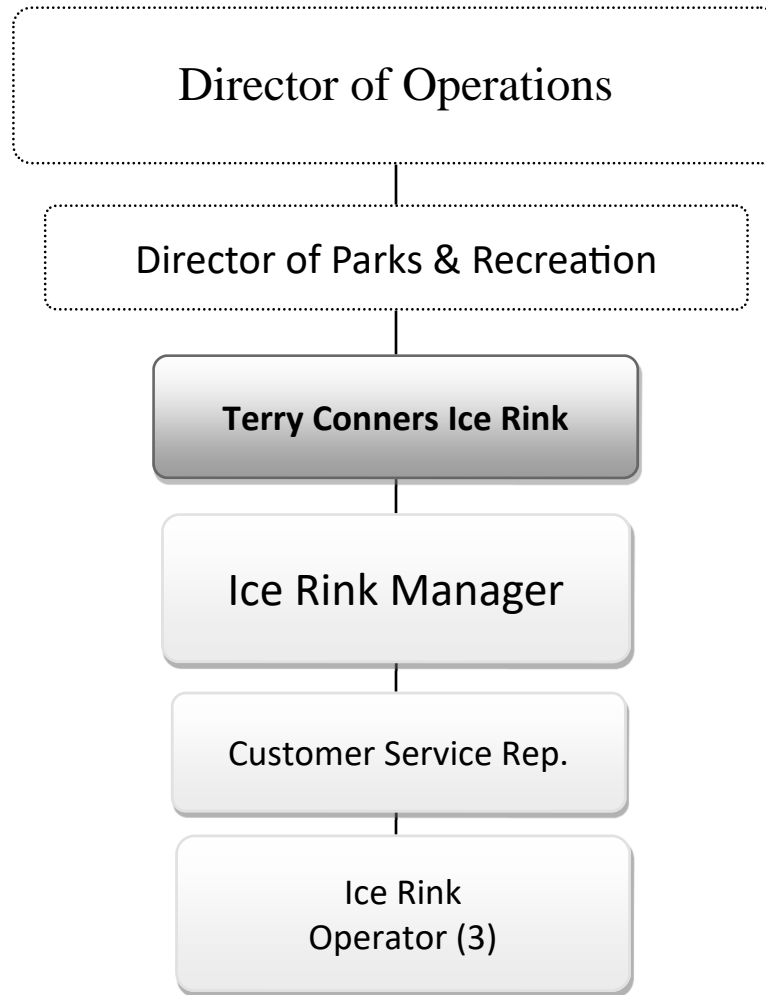 Director of Operations
Director of Parks & Recreation
Terry Conners Ice Rink
Ice Rink Manager
Customer Service Rep.
Ice Rink
Operator (3)